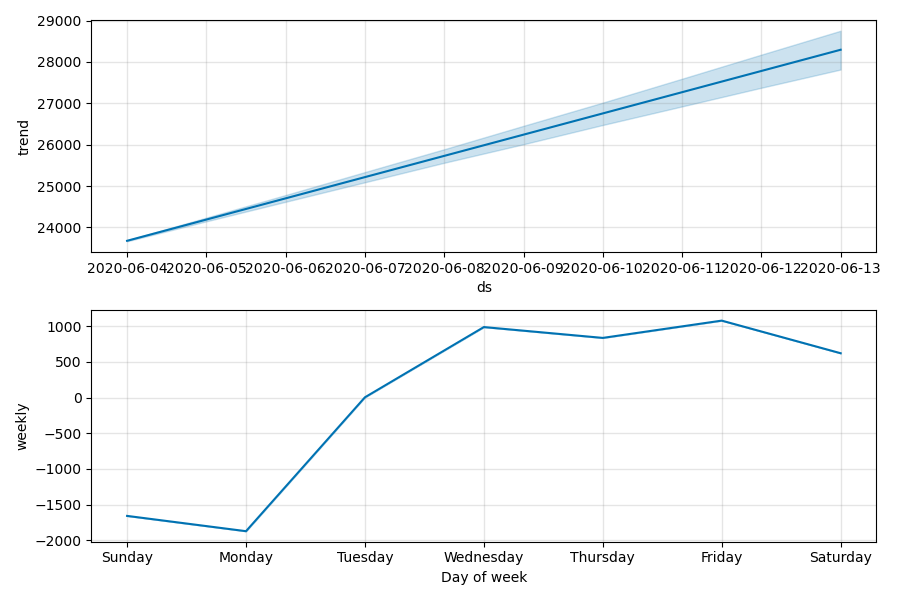 29000
28000
27000
26000
25000
24000
trend
2020-06-04 2020-06-05 2020-06-06 2020-06-07 2020-06-08 2020-06-09 2020-06-10 2020-06-11 2020-06-12 2020-06-13
ds
1000
500
0
−500
−1000
−1500
−2000
weekly
Sunday Monday Tuesday Wednesday Thursday Friday Saturday
Day of week